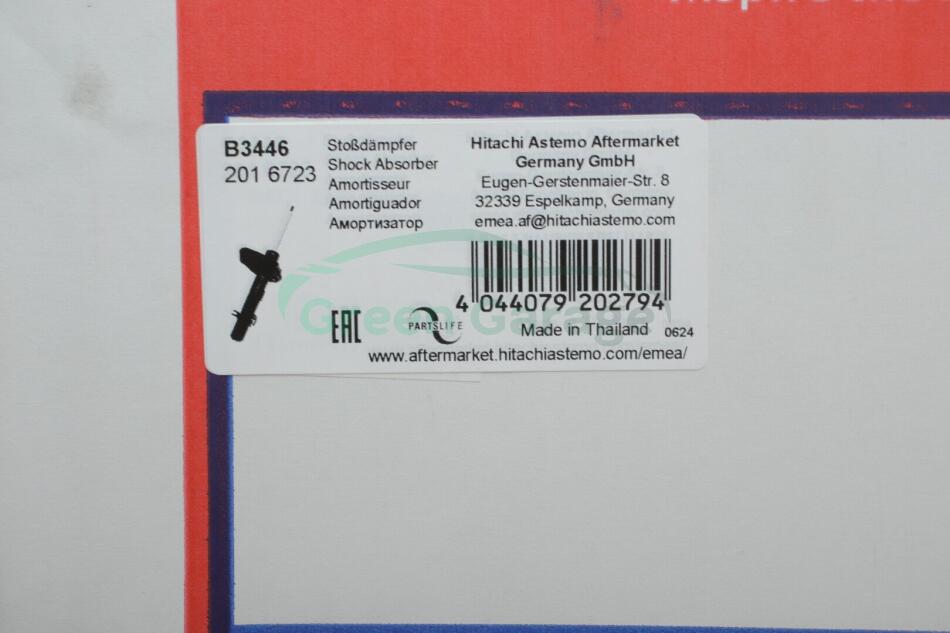 B3446
201 6723
Stoßdämpfer
Shock Absorber
Amortisseur
Amortiguador
Амортизатор
Hitachi Astemo Aftermarket
Germany GmbH
Eugen-Gerstenmaier-Str. 8
32339 Espelkamp, Germany
emea.af@hitachiastemo.com
4 044079 202794
EAC
PARTSLIFE
Green Garage
Made in Thailand 0624
www.aftermarket.hitachiastemo.com/emea/